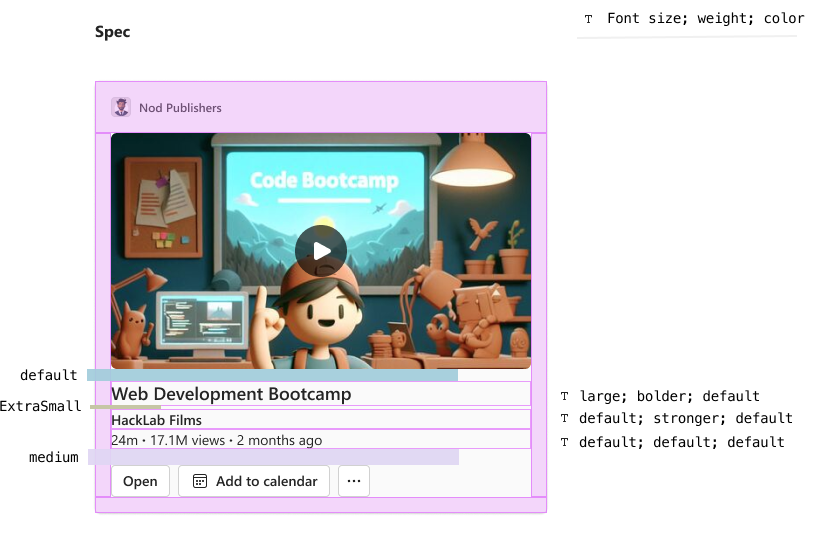 Spec
T Font size; weight; color
Nod Publishers
Code Bootcamp
default
Web Development Bootcamp
T large; bolder; default
ExtraSmall
HackLab Films
T default; stronger; default
24m • 17.1M views • 2 months ago
T default; default; default
medium
Open
Add to calendar
...